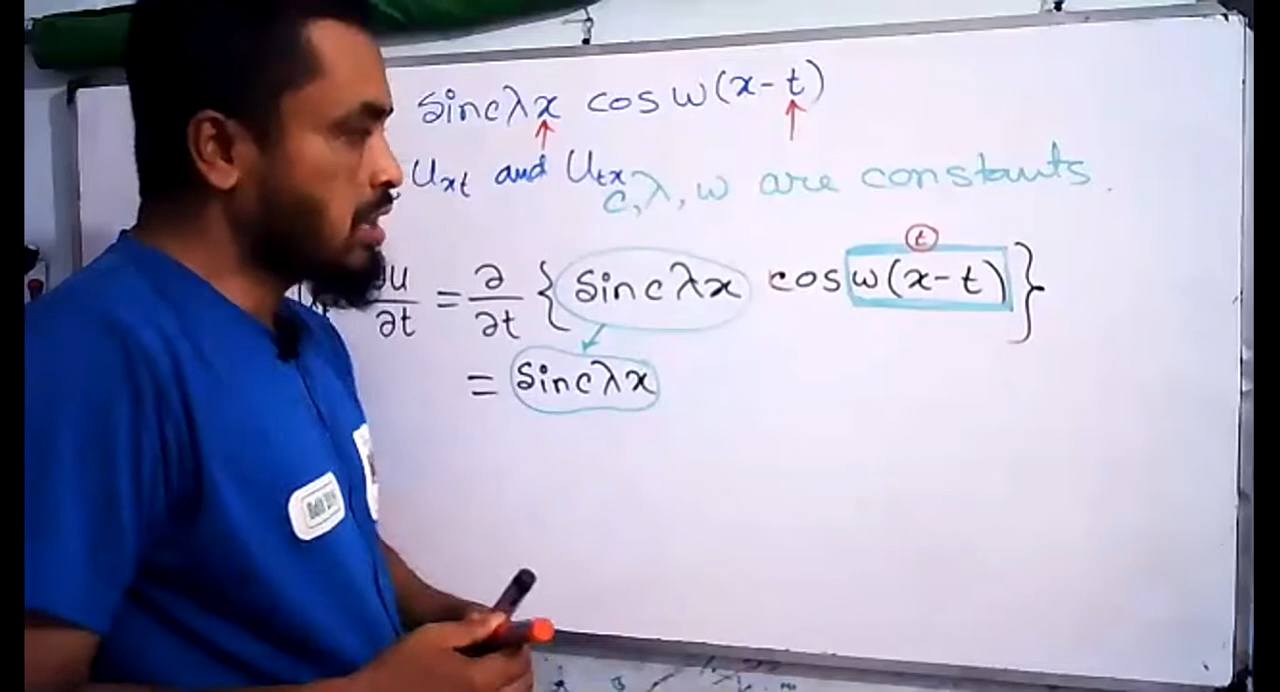 sincλx cos w(x-t)
Uxt and Utx
c, λ, w are constants.
t
∂u/∂t = ∂/∂t { sincλx cos w(x-t) }
= sincλx